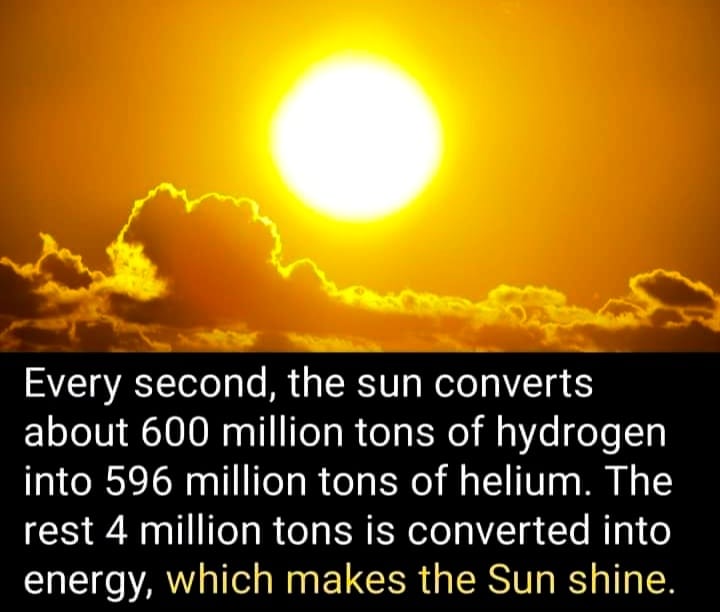 Every second, the sun converts
about 600 million tons of hydrogen
into 596 million tons of helium. The
rest 4 million tons is converted into
energy, which makes the Sun shine.